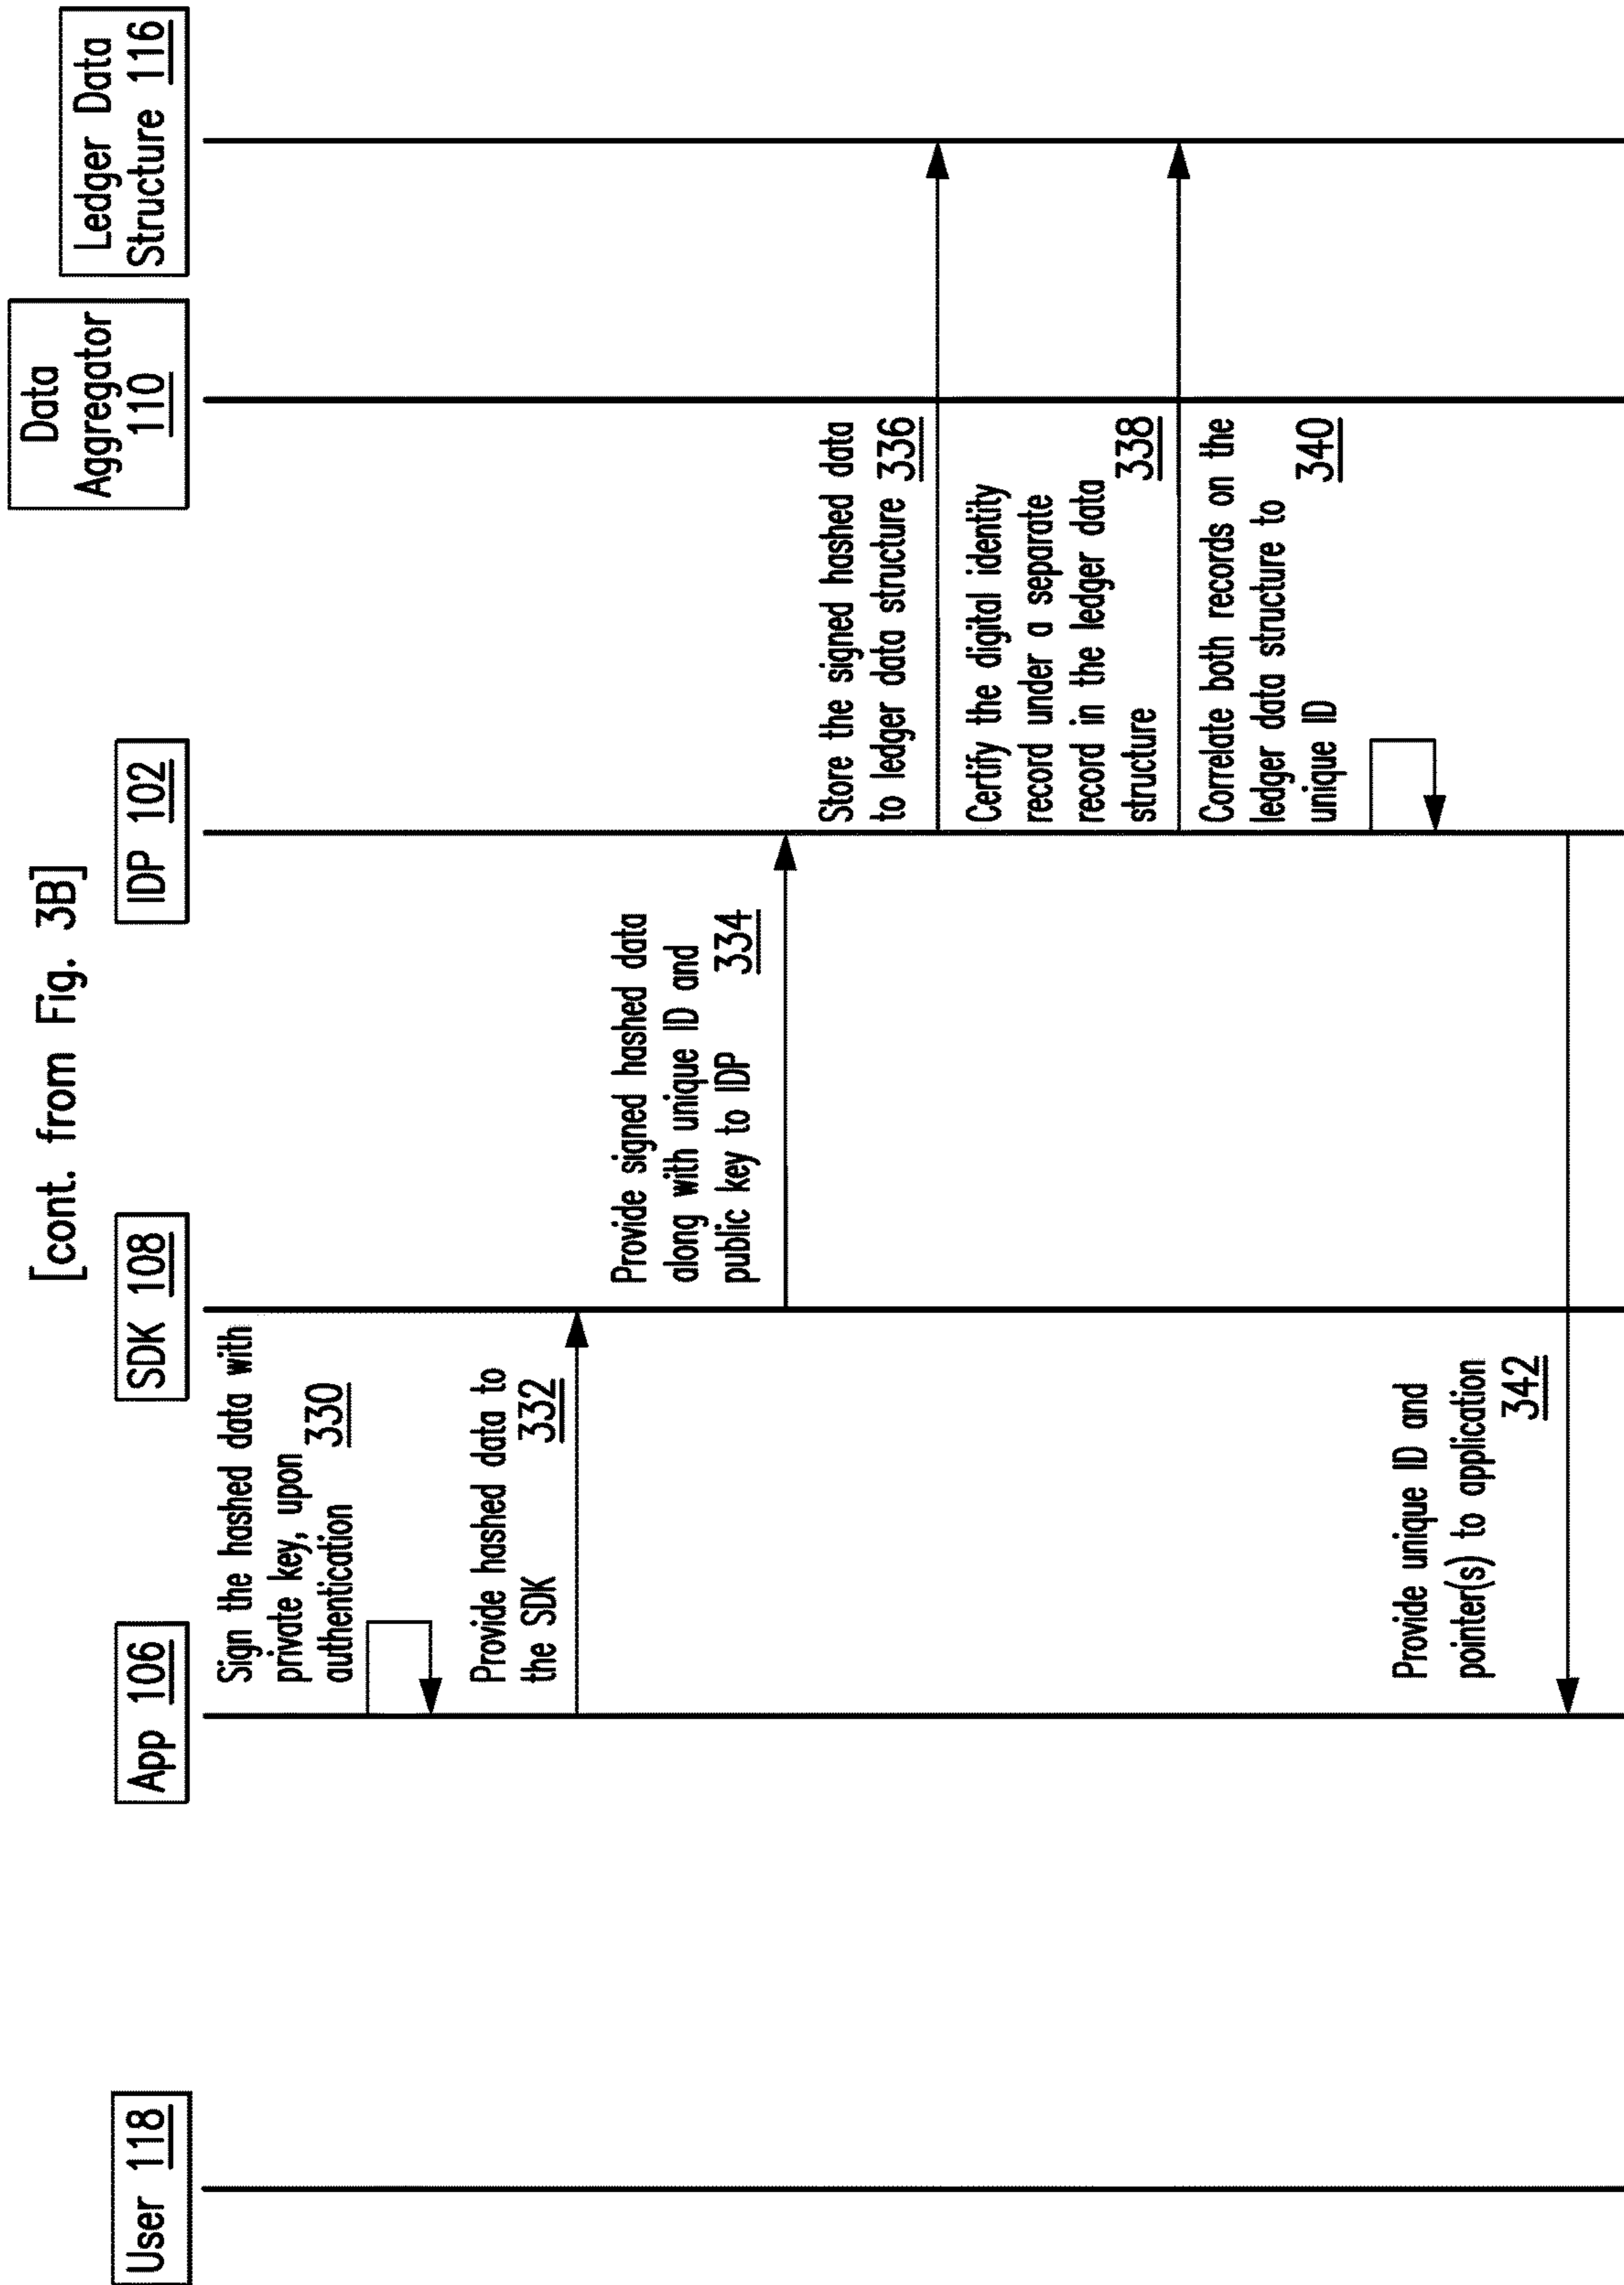 [cont. from Fig. 3B]
User 118
App 106
SDK 108
IDP 102
Data
Aggregator
110
Ledger Data
Structure 116
Sign the hashed data with
private key, upon
authentication
330
Provide hashed data to
the SDK
332
Provide signed hashed data
along with unique ID and
public key to IDP
334
Store the signed hashed data
to ledger data structure 336
Certify the digital identity
record under a separate
record in the ledger data
structure
338
Correlate both records on the
ledger data structure to
unique ID
340
Provide unique ID and
pointer(s) to application
342